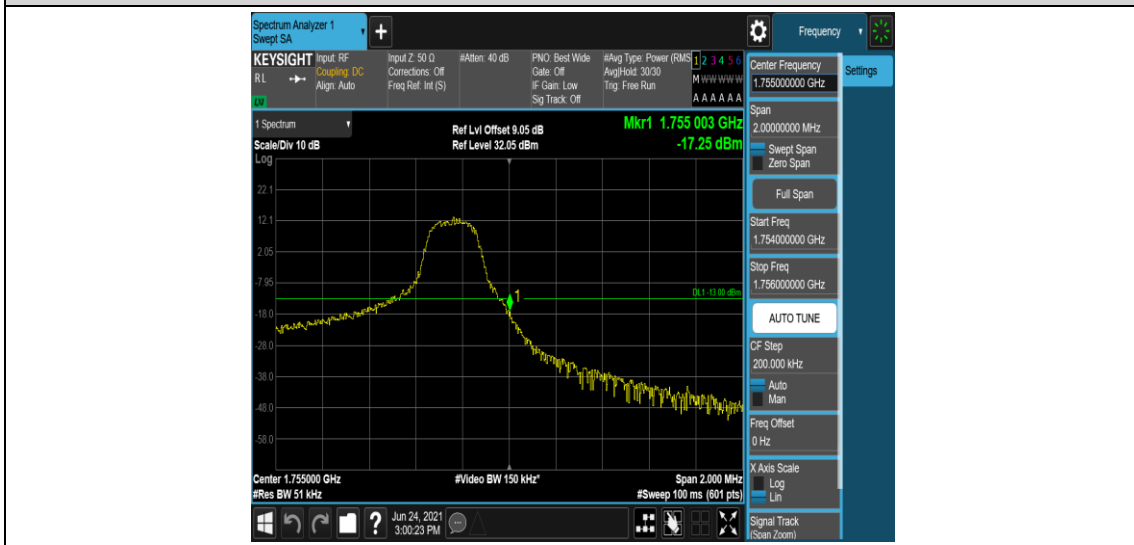 Spectrum Analyzer 1
Swept SA
+
Frequency
KEYSIGHT
Input: RF
Input Z: 50 Ω
#Atten: 40 dB
PNO: Best Wide
#Avg Type: Power (RMS
1 2 3 4 5 6
RL
Coupling: DC
Corrections: Off
Gate: Off
Avg|Hold: 30/30
M W W W W W
Align: Auto
Freq Ref: Int (S)
IF Gain: Low
Trig: Free Run
Sig Track: Off
A A A A A A
1 Spectrum
Ref Lvl Offset 9.05 dB
Mkr1 1.755 003 GHz
Scale/Div 10 dB
Ref Level 32.05 dBm
-17.25 dBm
Log
22.1
12.1
2.05
-7.95
DL1 -13.00 dBm
1
-18.0
-28.0
-38.0
-48.0
-58.0
Center 1.755000 GHz
#Video BW 150 kHz*
Span 2.000 MHz
#Res BW 51 kHz
#Sweep 100 ms (601 pts)
?
Jun 24, 2021
3:00:23 PM
Center Frequency
1.755000000 GHz
Settings
Span
2.00000000 MHz
Swept Span
Zero Span
Full Span
Start Freq
1.754000000 GHz
Stop Freq
1.756000000 GHz
AUTO TUNE
CF Step
200.000 kHz
Auto
Man
Freq Offset
0 Hz
X Axis Scale
Log
Lin
Signal Track
(Span Zoom)